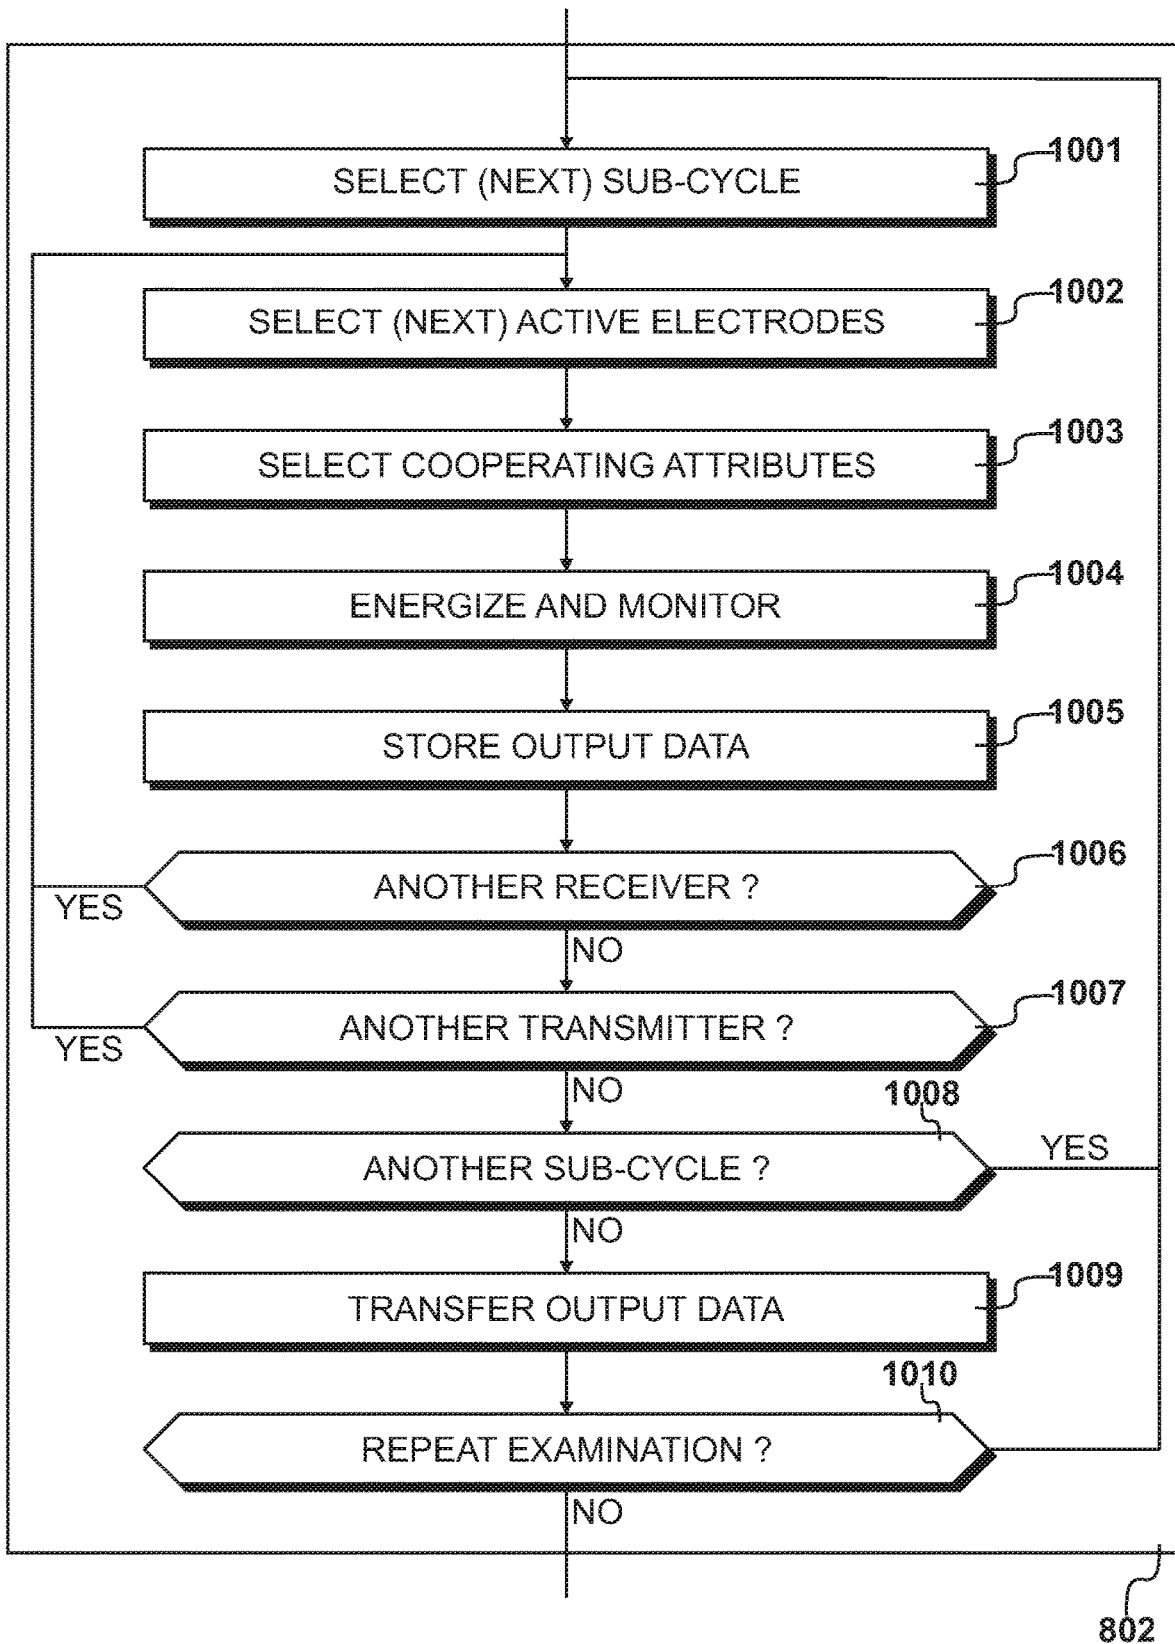 1001
SELECT (NEXT) SUB-CYCLE
1002
SELECT (NEXT) ACTIVE ELECTRODES
1003
SELECT COOPERATING ATTRIBUTES
1004
ENERGIZE AND MONITOR
1005
STORE OUTPUT DATA
1006
ANOTHER RECEIVER ?
YES
NO
1007
ANOTHER TRANSMITTER ?
YES
NO
1008
ANOTHER SUB-CYCLE ?
YES
NO
1009
TRANSFER OUTPUT DATA
1010
REPEAT EXAMINATION ?
NO
802